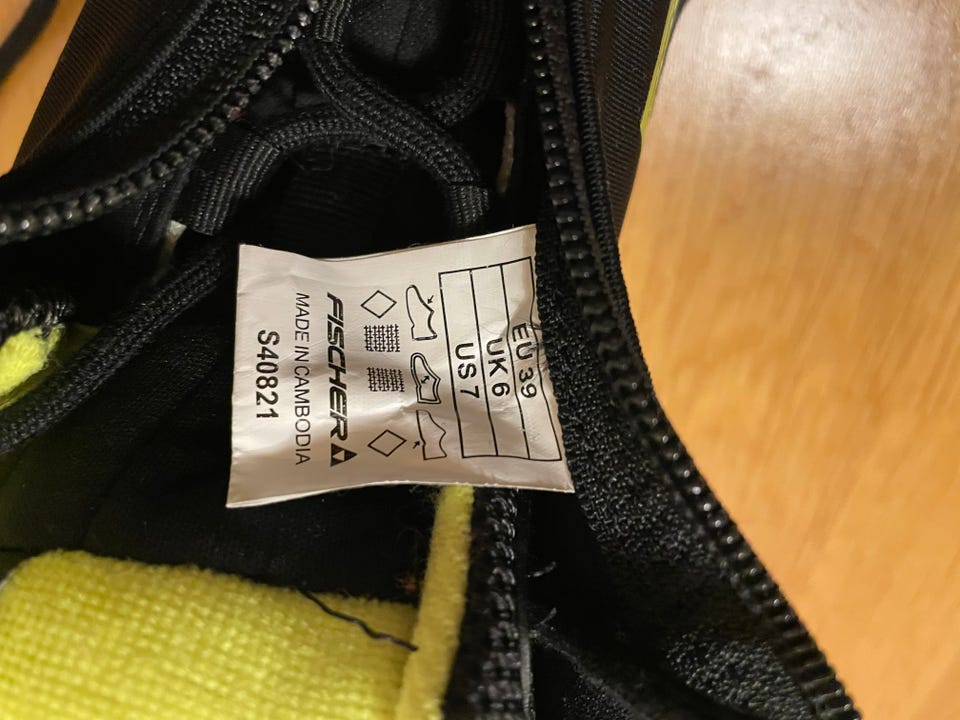 EU 39
UK 6
US 7
FISCHER
MADE IN CAMBODIA
S40821